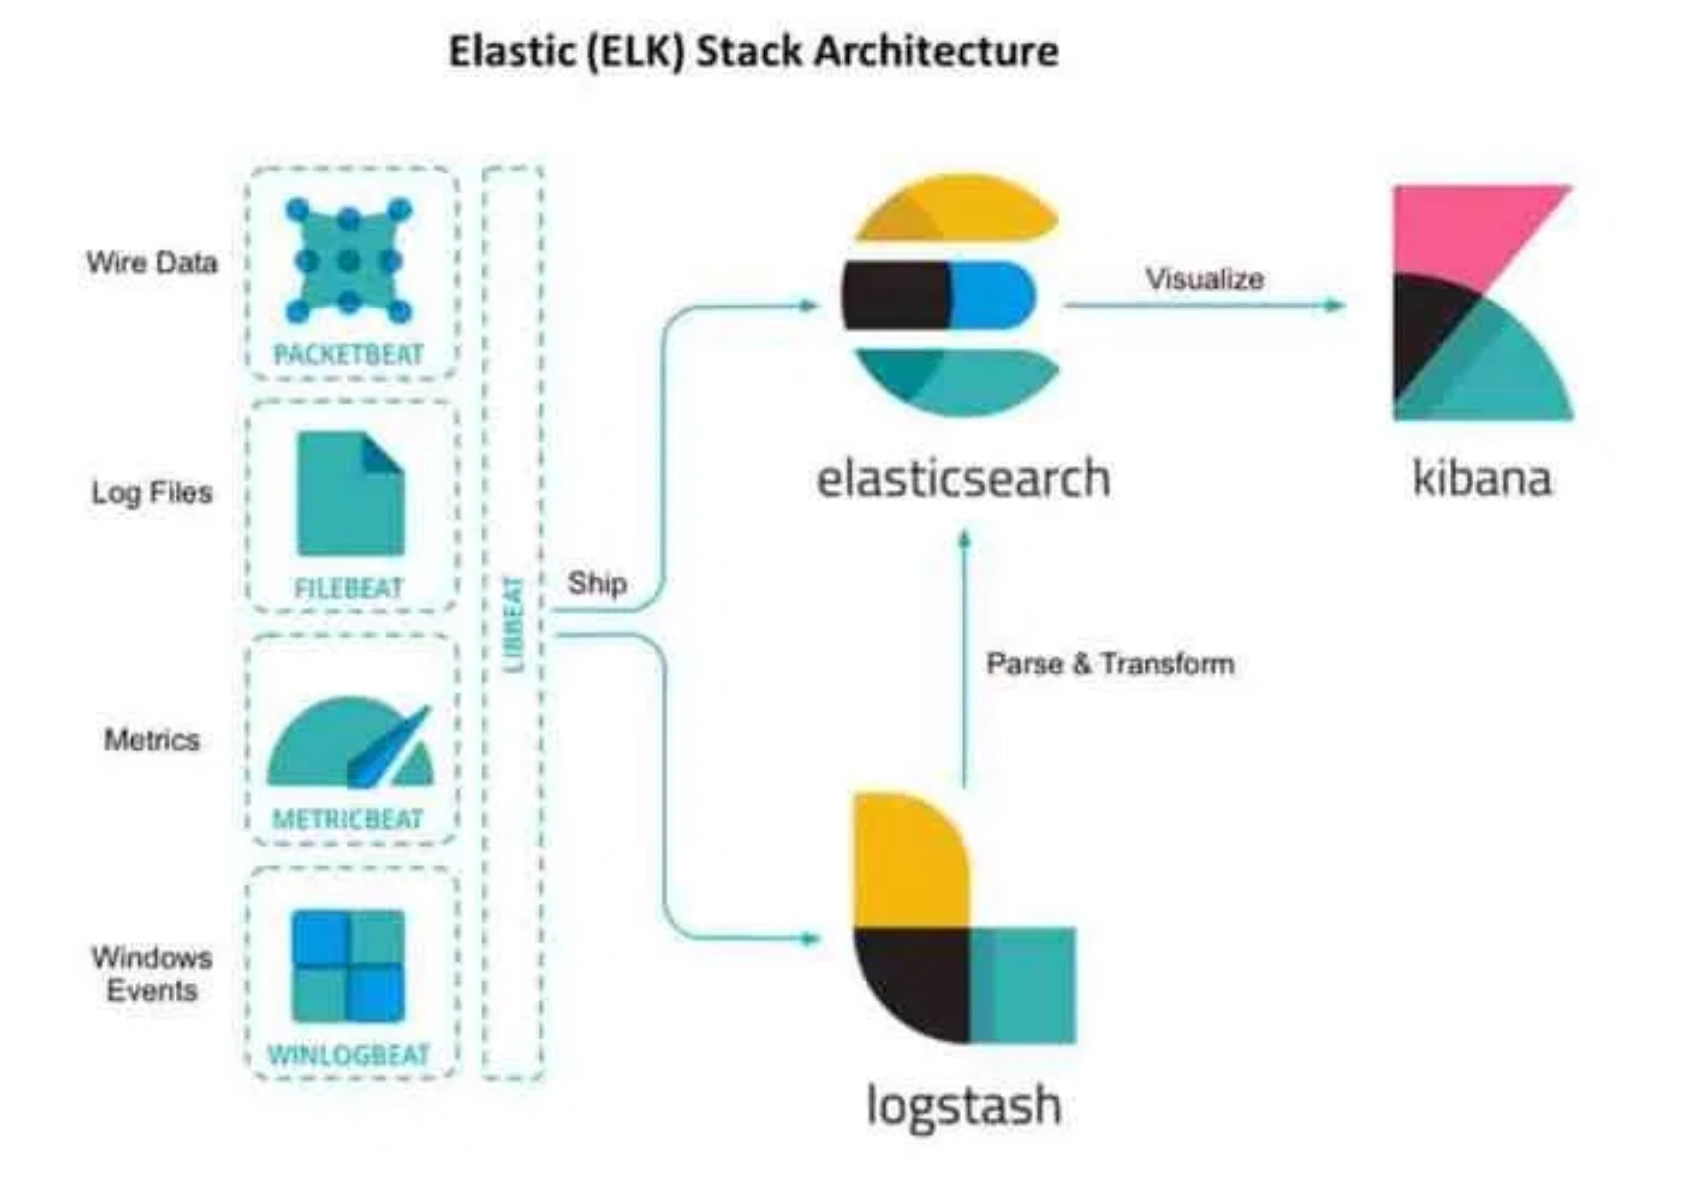 Elastic (ELK) Stack Architecture
Wire Data
PACKETBEAT
Log Files
FILEBEAT
Metrics
METRICBEAT
Windows
Events
WINLOGBEAT
LIBBEAT
Ship
elasticsearch
Visualize
kibana
Parse & Transform
logstash